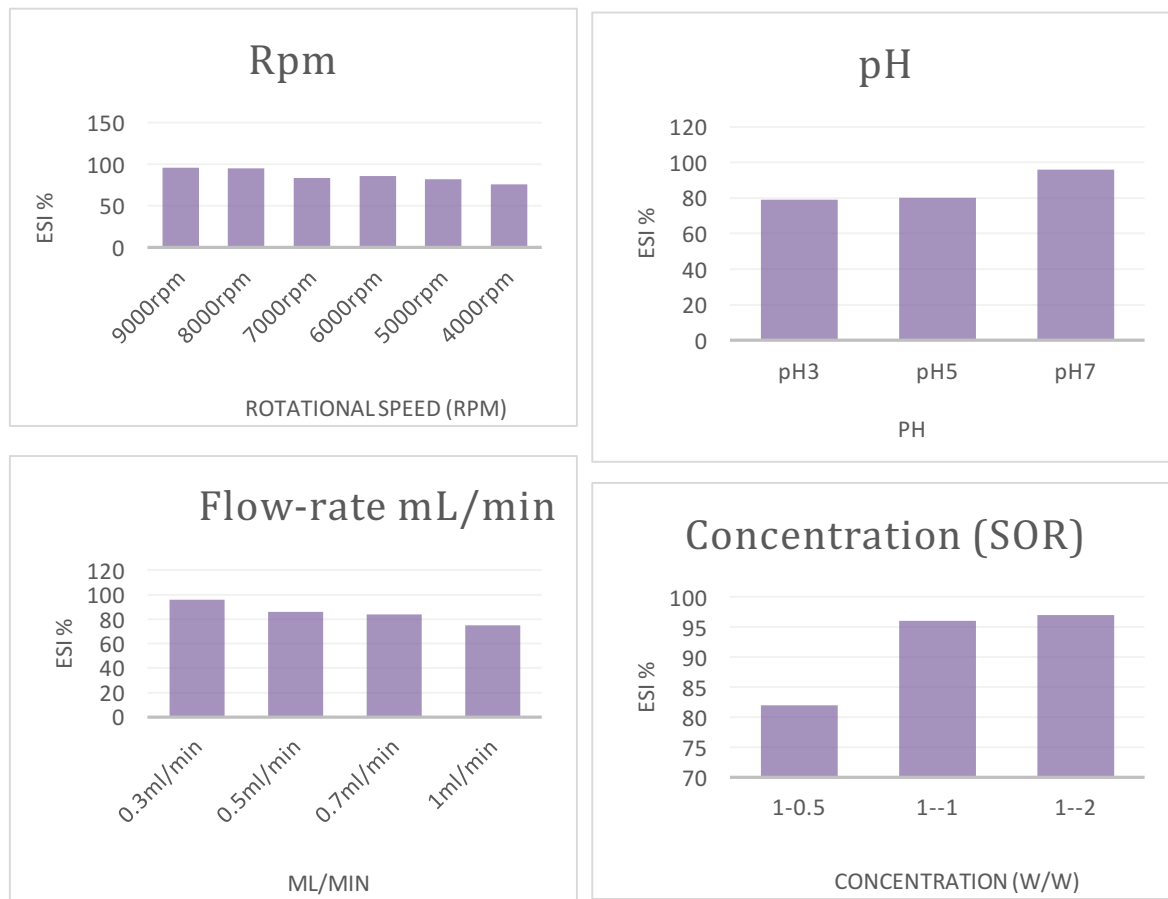 Rpm
150
100
50
0
ESI %
9000rpm
8000rpm
7000rpm
6000rpm
5000rpm
4000rpm
ROTATIONAL SPEED (RPM)
pH
120
100
80
60
40
20
0
ESI %
pH3
pH5
pH7
PH
Flow-rate mL/min
120
100
80
60
40
20
0
ESI %
0.3ml/min
0.5ml/min
0.7ml/min
1ml/min
ML/MIN
Concentration (SOR)
100
95
90
85
80
75
70
ESI %
1-0.5
1--1
1--2
CONCENTRATION (W/W)